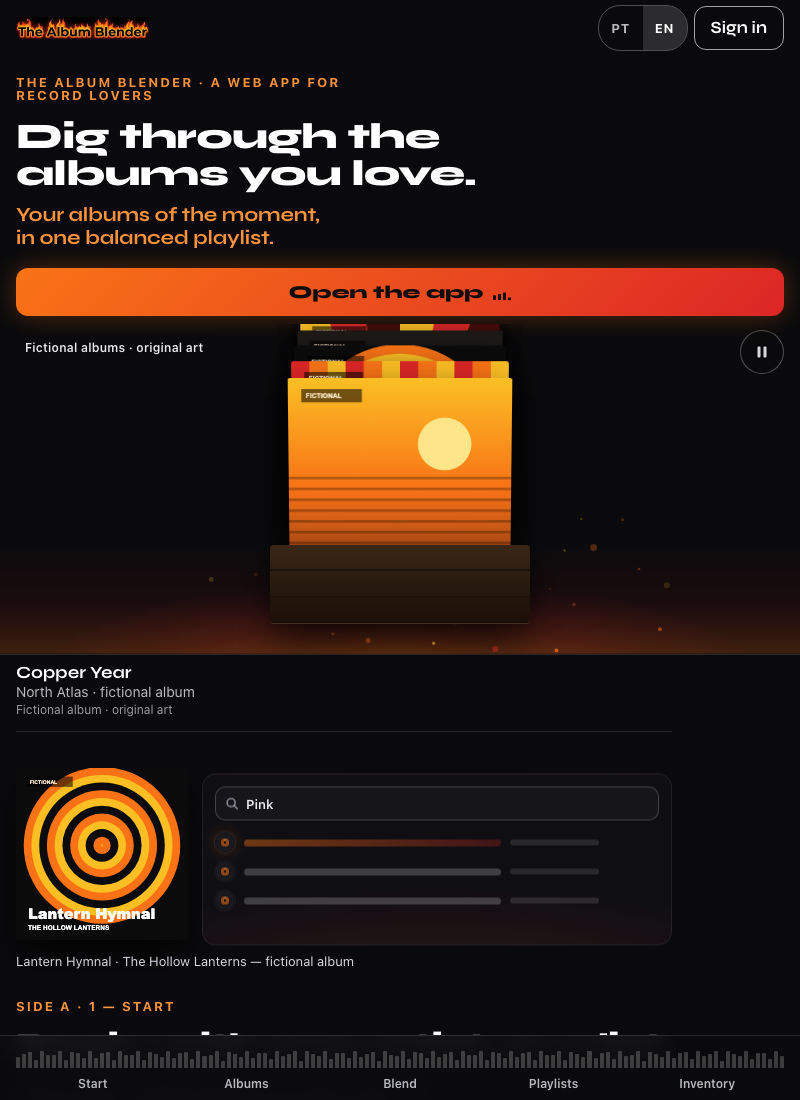 The Album Blender
PT
EN
Sign in
THE ALBUM BLENDER · A WEB APP FOR
RECORD LOVERS
Dig through the
albums you love.
Your albums of the moment,
in one balanced playlist.
Open the app
Fictional albums · original art
FICTIONAL
Copper Year
North Atlas · fictional album
Fictional album · original art
FICTIONAL
Lantern Hymnal
THE HOLLOW LANTERNS
Pink
Lantern Hymnal · The Hollow Lanterns — fictional album
SIDE A · 1 — START
Start
Albums
Blend
Playlists
Inventory